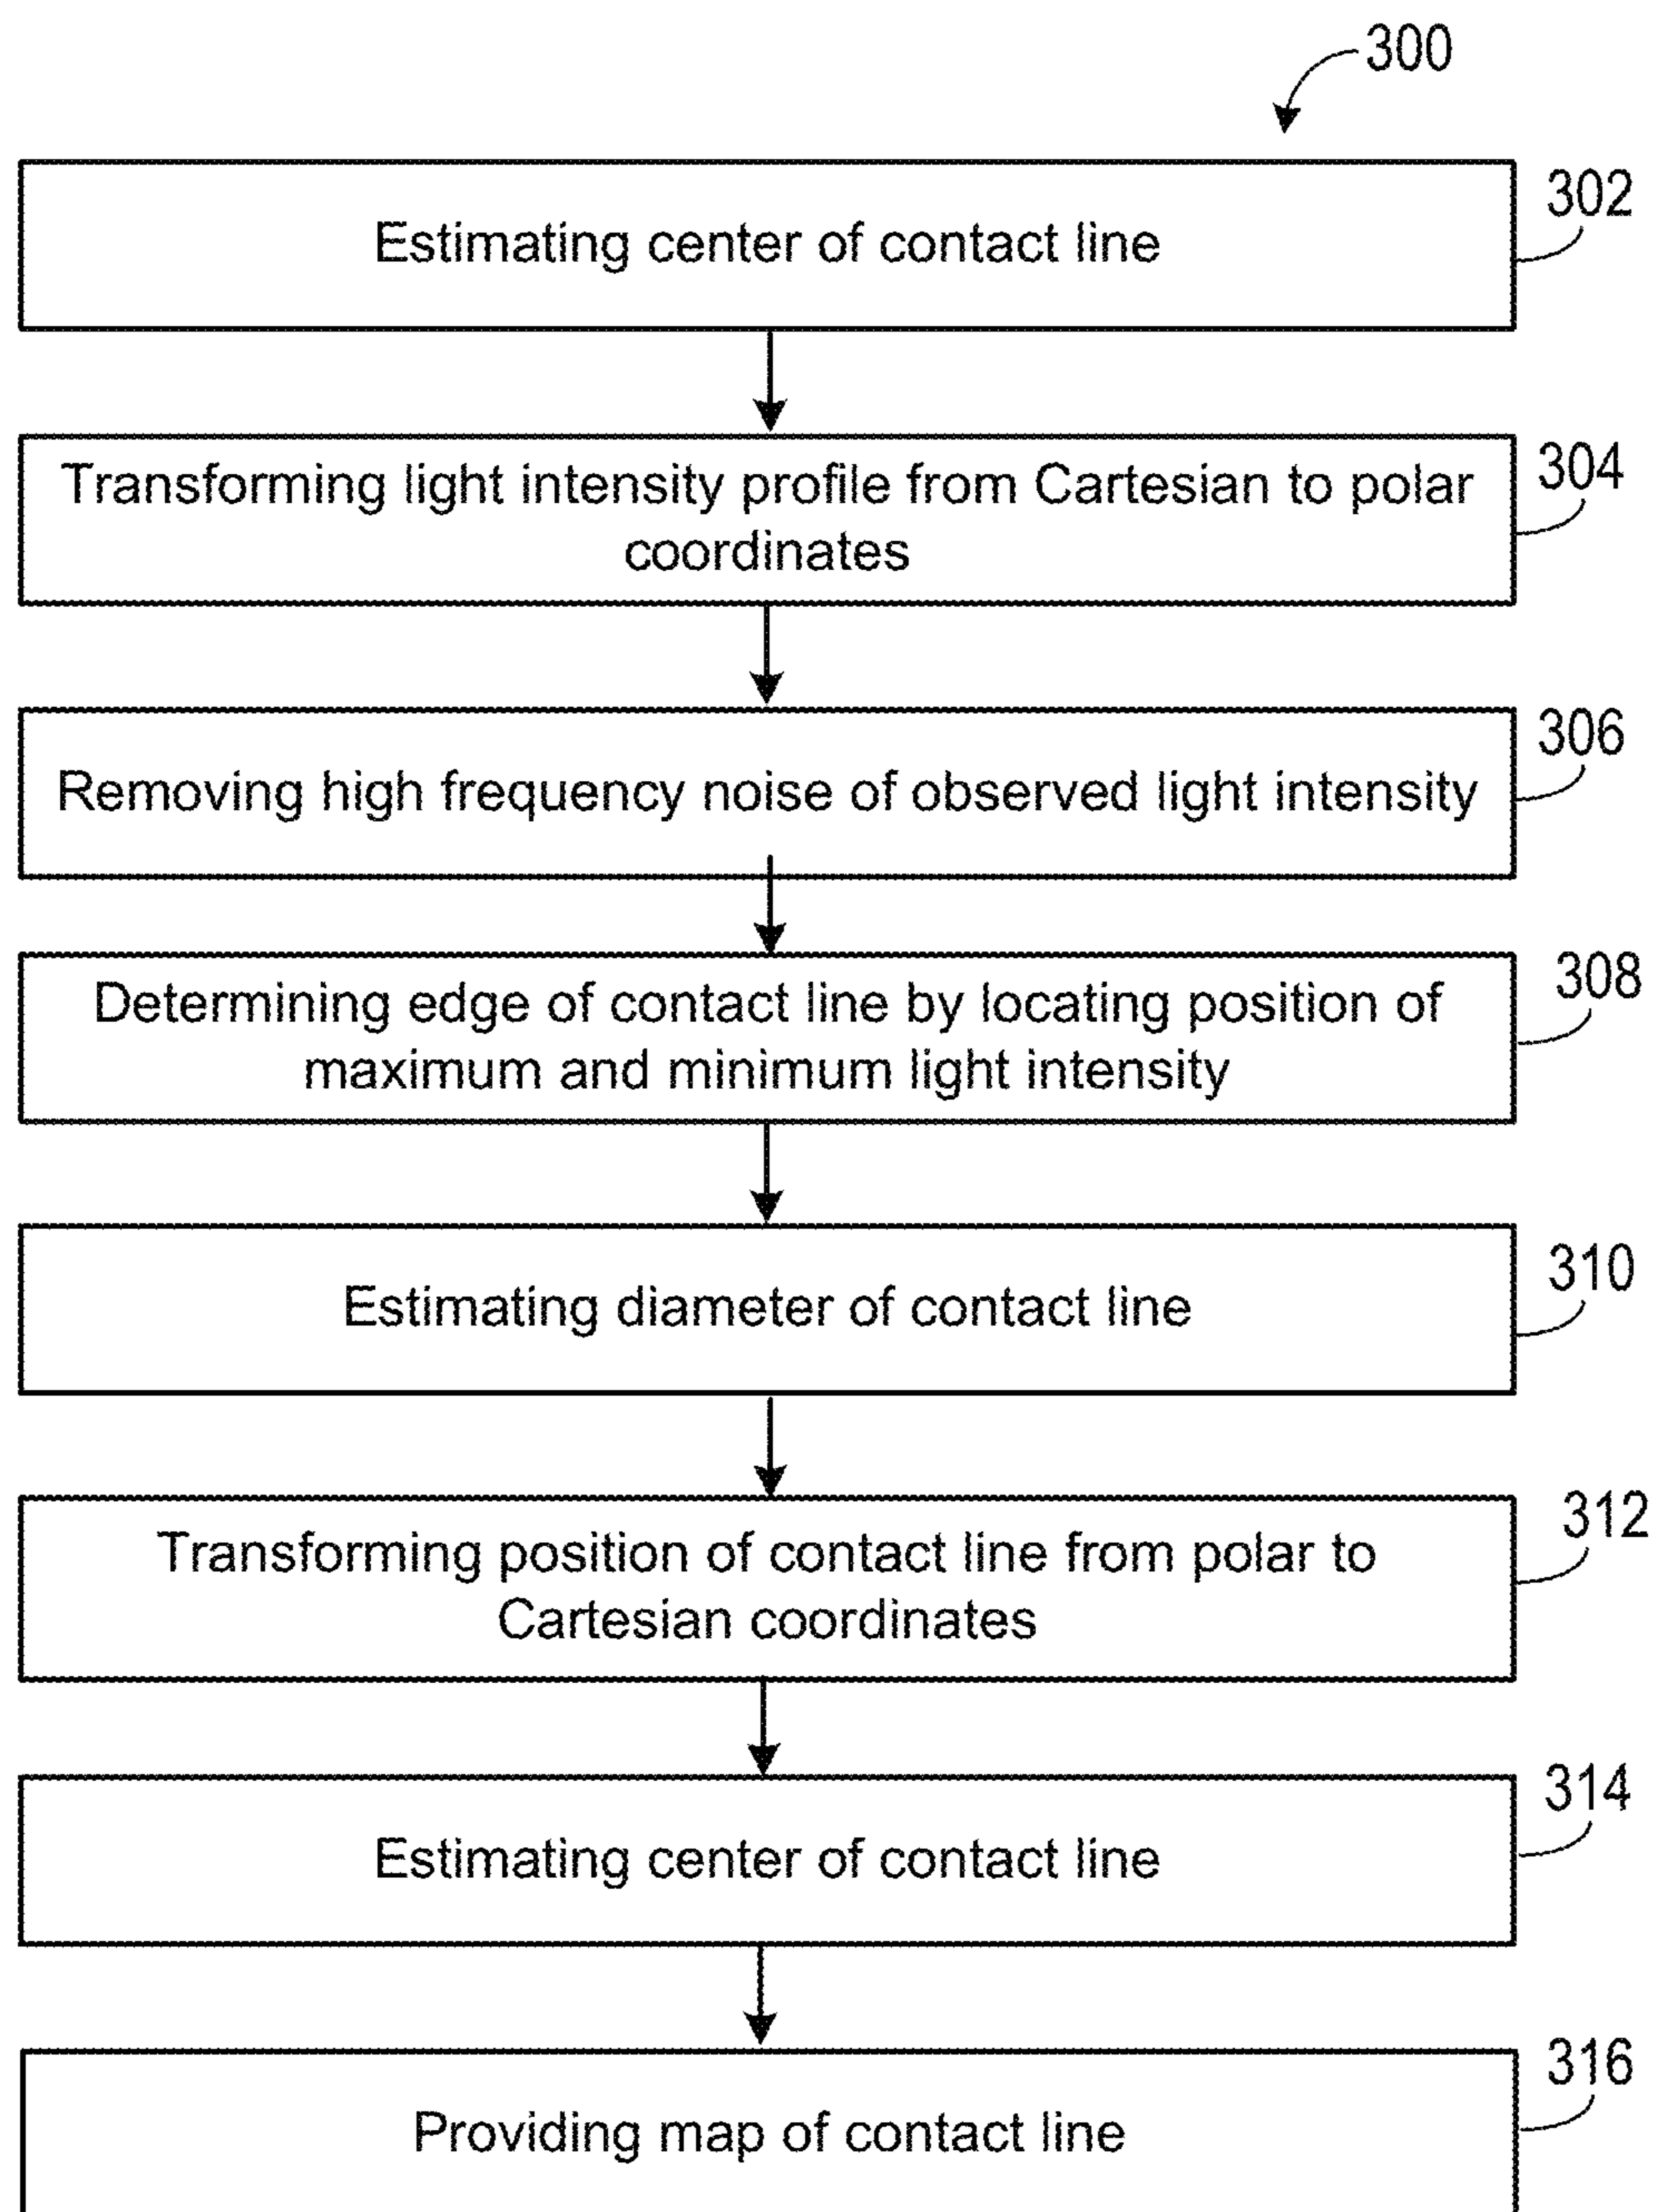 300
302
Estimating center of contact line
304
Transforming light intensity profile from Cartesian to polar
coordinates
306
Removing high frequency noise of observed light intensity
308
Determining edge of contact line by locating position of
maximum and minimum light intensity
310
Estimating diameter of contact line
312
Transforming position of contact line from polar to
Cartesian coordinates
314
Estimating center of contact line
316
Providing map of contact line